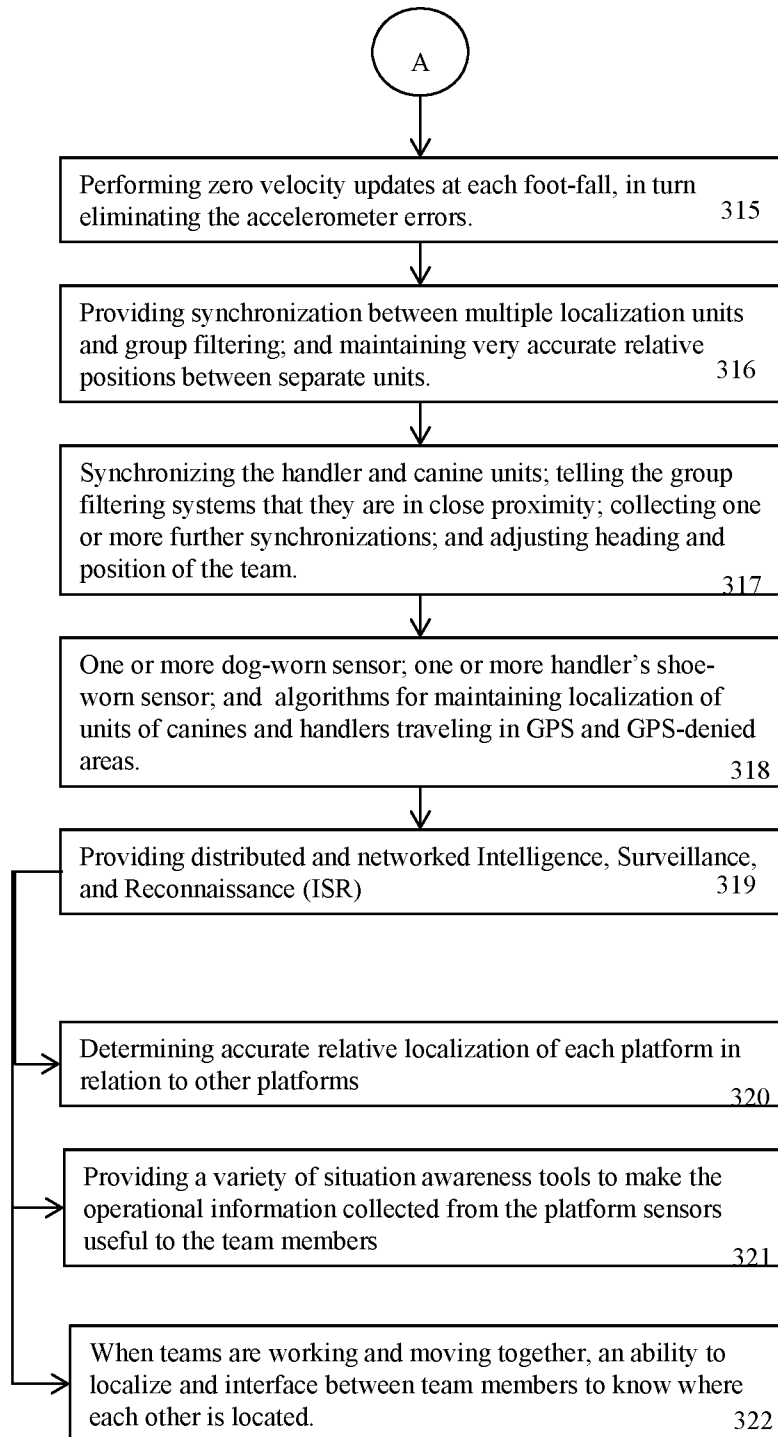 A
Performing zero velocity updates at each foot-fall, in turn
eliminating the accelerometer errors.
315
Providing synchronization between multiple localization units
and group filtering; and maintaining very accurate relative
positions between separate units.
316
Synchronizing the handler and canine units; telling the group
filtering systems that they are in close proximity; collecting one
or more further synchronizations; and adjusting heading and
position of the team.
317
One or more dog-worn sensor; one or more handler's shoe-
worn sensor; and algorithms for maintaining localization of
units of canines and handlers traveling in GPS and GPS-denied
areas.
318
Providing distributed and networked Intelligence, Surveillance,
and Reconnaissance (ISR)
319
Determining accurate relative localization of each platform in
relation to other platforms
320
Providing a variety of situation awareness tools to make the
operational information collected from the platform sensors
useful to the team members
321
When teams are working and moving together, an ability to
localize and interface between team members to know where
each other is located.
322